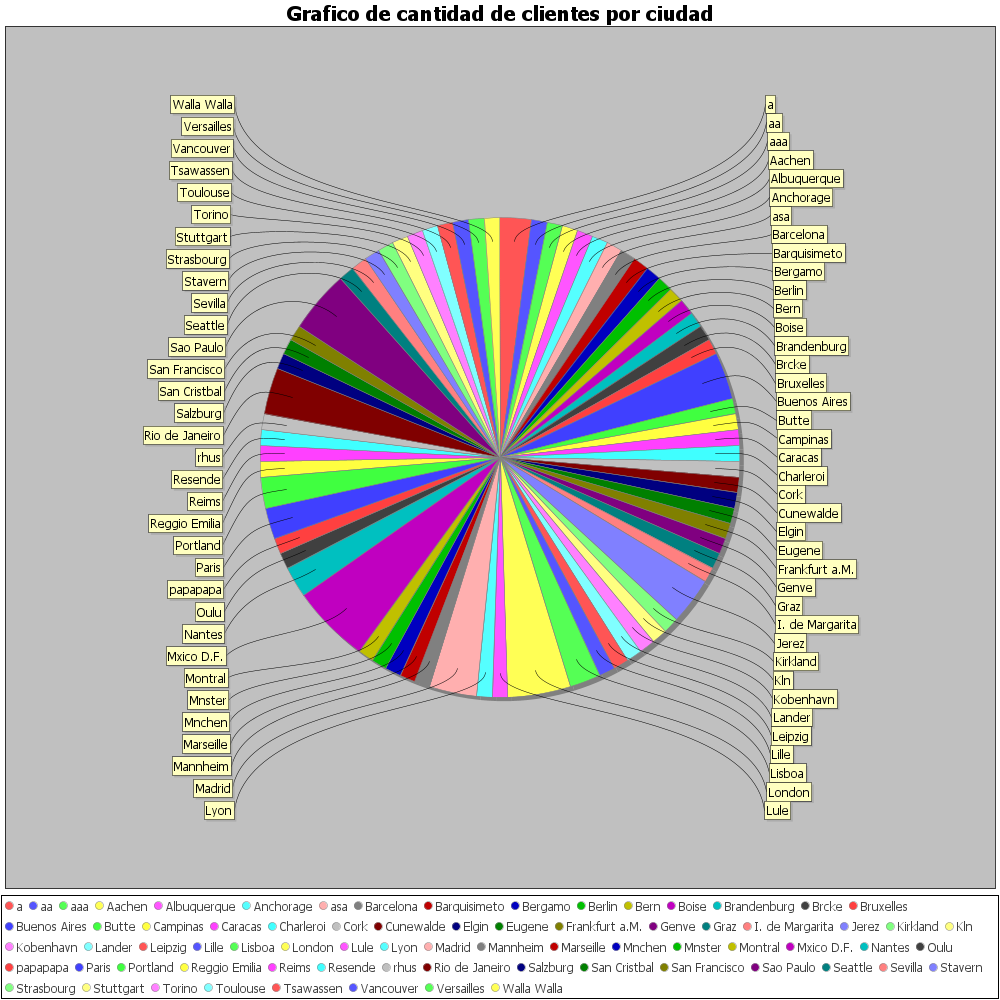 Grafico de cantidad de clientes por ciudad
Walla Walla
Versailles
Vancouver
Tsawassen
Toulouse
Torino
Stuttgart
Strasbourg
Stavern
Sevilla
Seattle
Sao Paulo
San Francisco
San Cristbal
Salzburg
Rio de Janeiro
rhus
Resende
Reims
Reggio Emilia
Portland
Paris
papapapa
Oulu
Nantes
Mxico D.F.
Montral
Mnster
Mnchen
Marseille
Mannheim
Madrid
Lyon
a
aa
aaa
Aachen
Albuquerque
Anchorage
asa
Barcelona
Barquisimeto
Bergamo
Berlin
Bern
Boise
Brandenburg
Brcke
Bruxelles
Buenos Aires
Butte
Campinas
Caracas
Charleroi
Cork
Cunewalde
Elgin
Eugene
Frankfurt a.M.
Genve
Graz
I. de Margarita
Jerez
Kirkland
Kln
Kobenhavn
Lander
Leipzig
Lille
Lisboa
London
Lule
a aa aaa Aachen Albuquerque Anchorage asa Barcelona Barquisimeto Bergamo Berlin Bern Boise Brandenburg Brcke Bruxelles
Buenos Aires Butte Campinas Caracas Charleroi Cork Cunewalde Elgin Eugene Frankfurt a.M. Genve Graz I. de Margarita Jerez Kirkland Kln
Kobenhavn Lander Leipzig Lille Lisboa London Lule Lyon Madrid Mannheim Marseille Mnchen Mnster Montral Mxico D.F. Nantes Oulu
papapapa Paris Portland Reggio Emilia Reims Resende rhus Rio de Janeiro Salzburg San Cristbal San Francisco Sao Paulo Seattle Sevilla Stavern
Strasbourg Stuttgart Torino Toulouse Tsawassen Vancouver Versailles Walla Walla